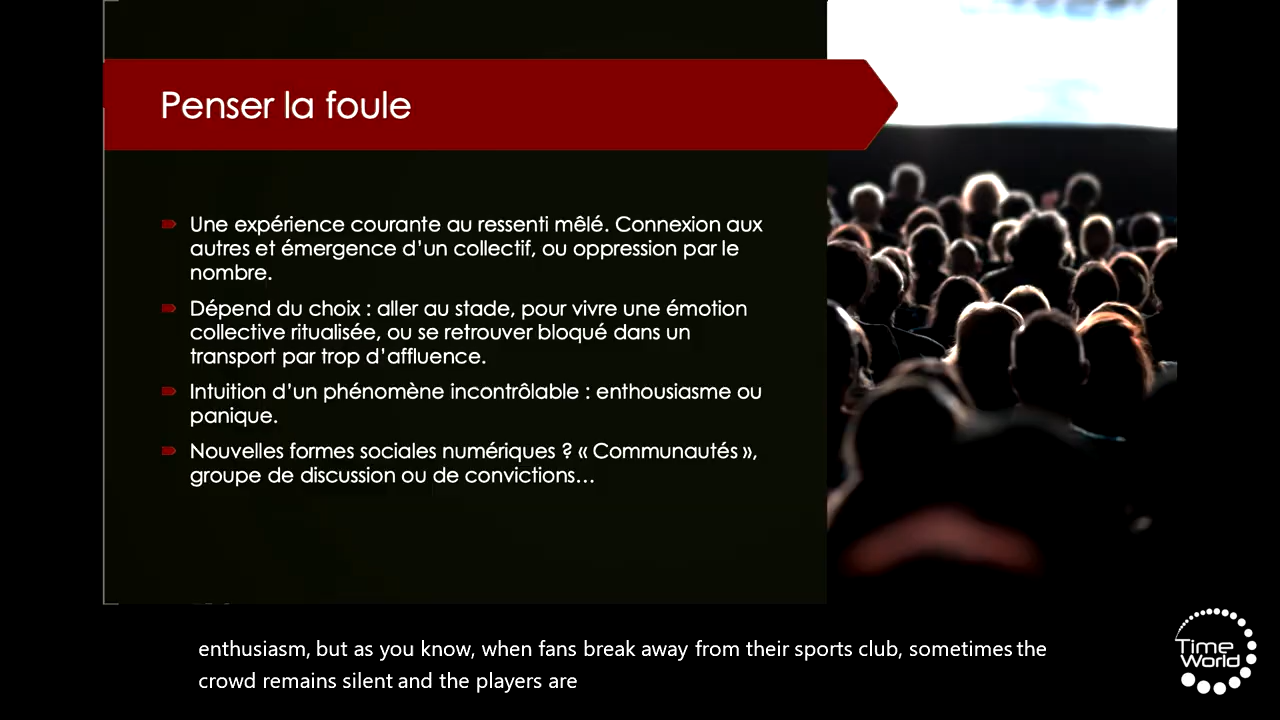 Penser la foule
Une expérience courante au ressenti mêlé. Connexion aux
autres et émergence d'un collectif, ou oppression par le
nombre.
Dépend du choix : aller au stade, pour vivre une émotion
collective ritualisée, ou se retrouver bloqué dans un
transport par trop d'affluence.
Intuition d'un phénomène incontrôlable : enthousiasme ou
panique.
Nouvelles formes sociales numériques ? « Communautés »,
groupe de discussion ou de convictions...
enthusiasm, but as you know, when fans break away from their sports club, sometimes the
crowd remains silent and the players are
Time
World